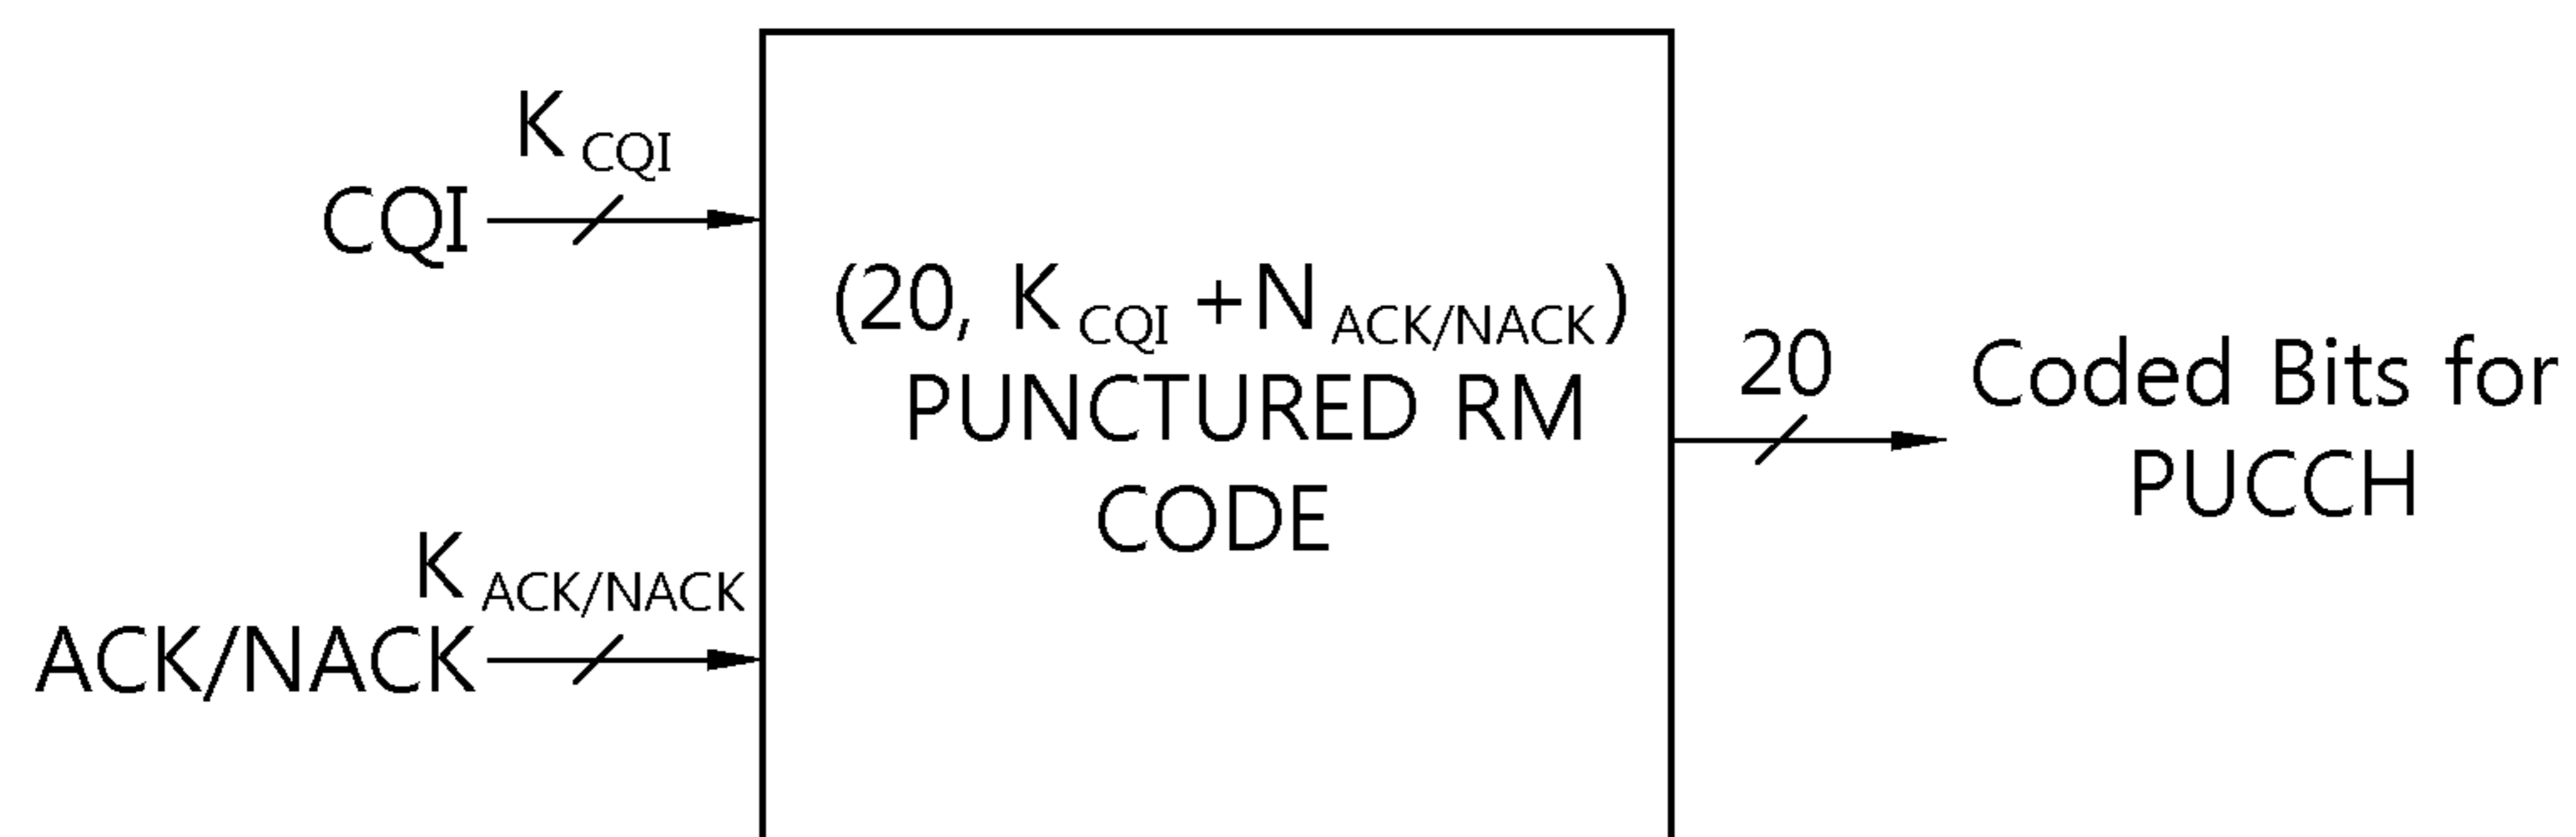 K CQI
CQI
(20, K CQI +N ACK/NACK )
PUNCTURED RM
CODE
K ACK/NACK
ACK/NACK
20
Coded Bits for
PUCCH